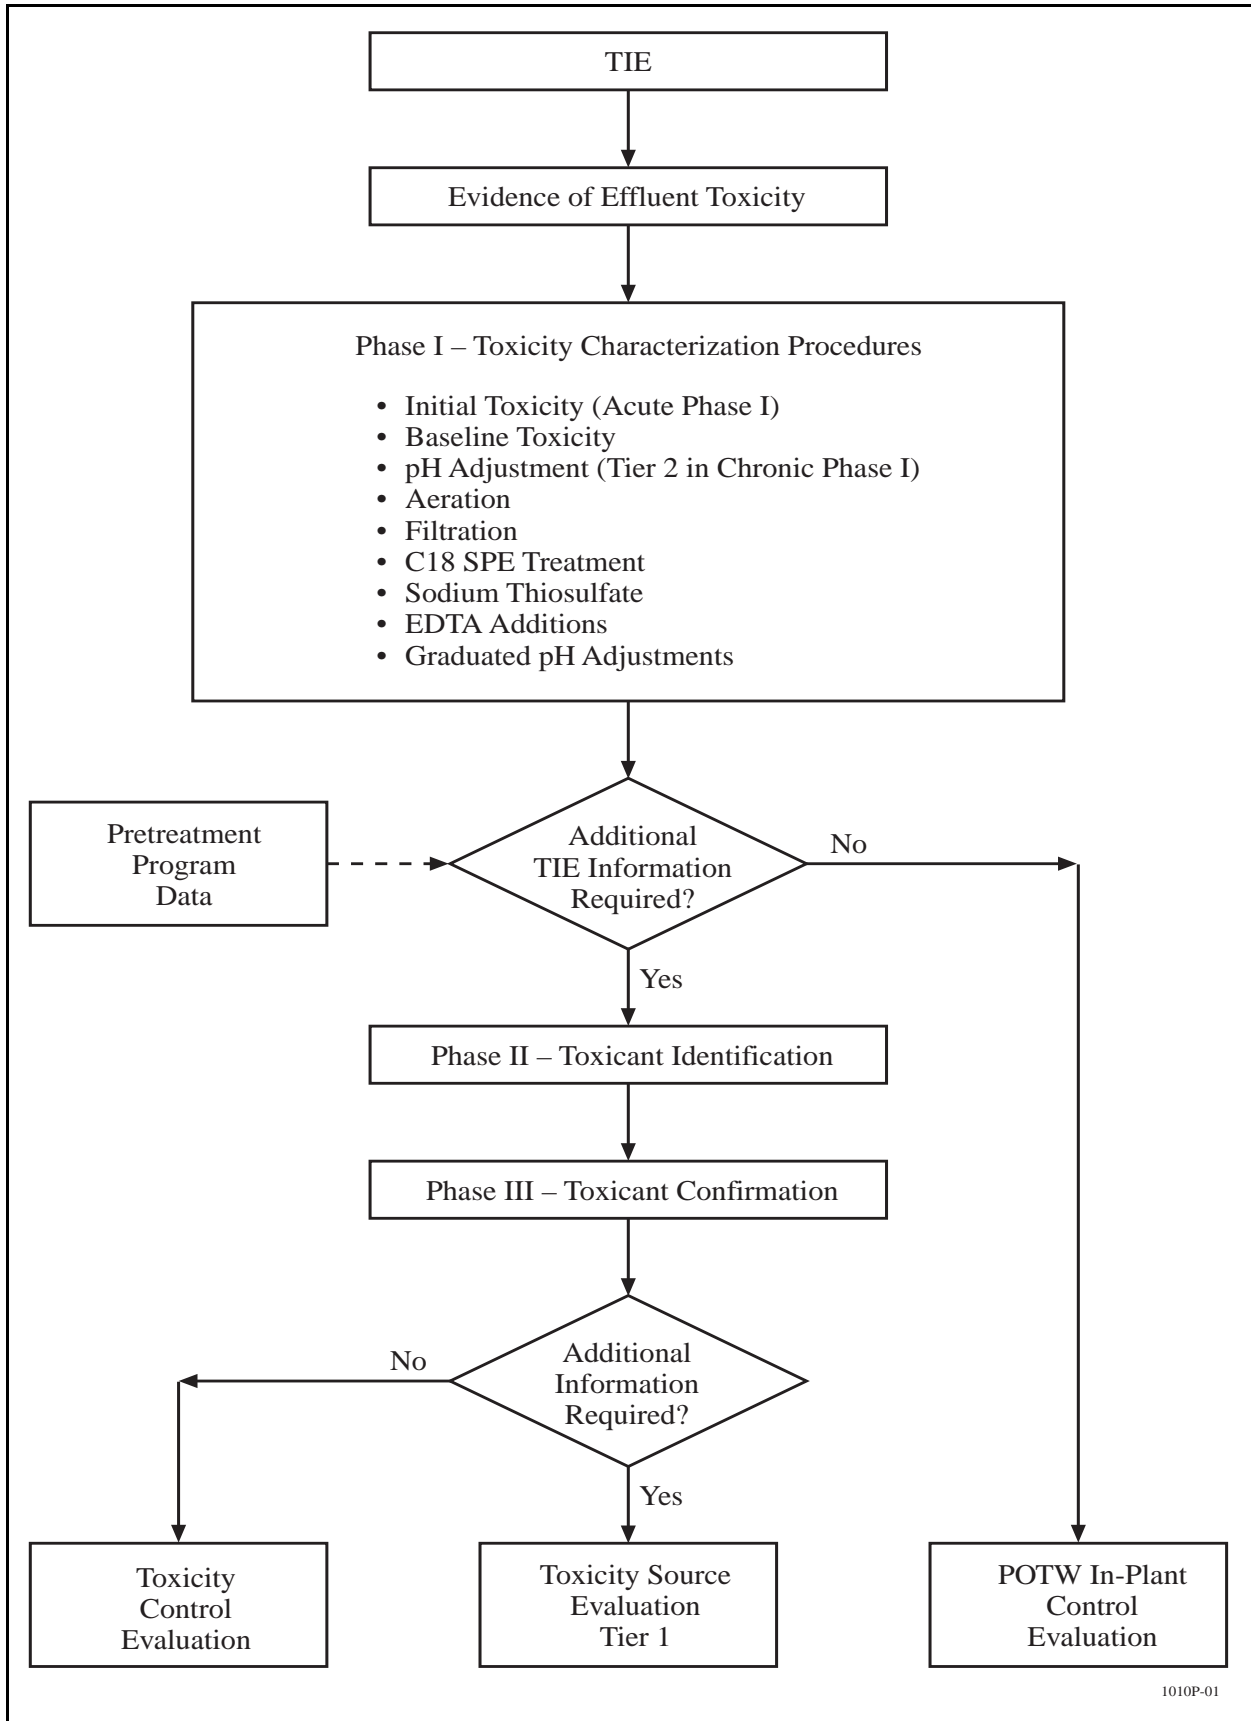 TIE
Evidence of Effluent Toxicity
Phase I – Toxicity Characterization Procedures
• Initial Toxicity (Acute Phase I)
• Baseline Toxicity
• pH Adjustment (Tier 2 in Chronic Phase I)
• Aeration
• Filtration
• C18 SPE Treatment
• Sodium Thiosulfate
• EDTA Additions
• Graduated pH Adjustments
Pretreatment
Program
Data
Additional
TIE Information
Required?
No
Yes
Phase II – Toxicant Identification
Phase III – Toxicant Confirmation
No
Additional
Information
Required?
Yes
Toxicity
Control
Evaluation
Toxicity Source
Evaluation
Tier 1
POTW In-Plant
Control
Evaluation
1010P-01